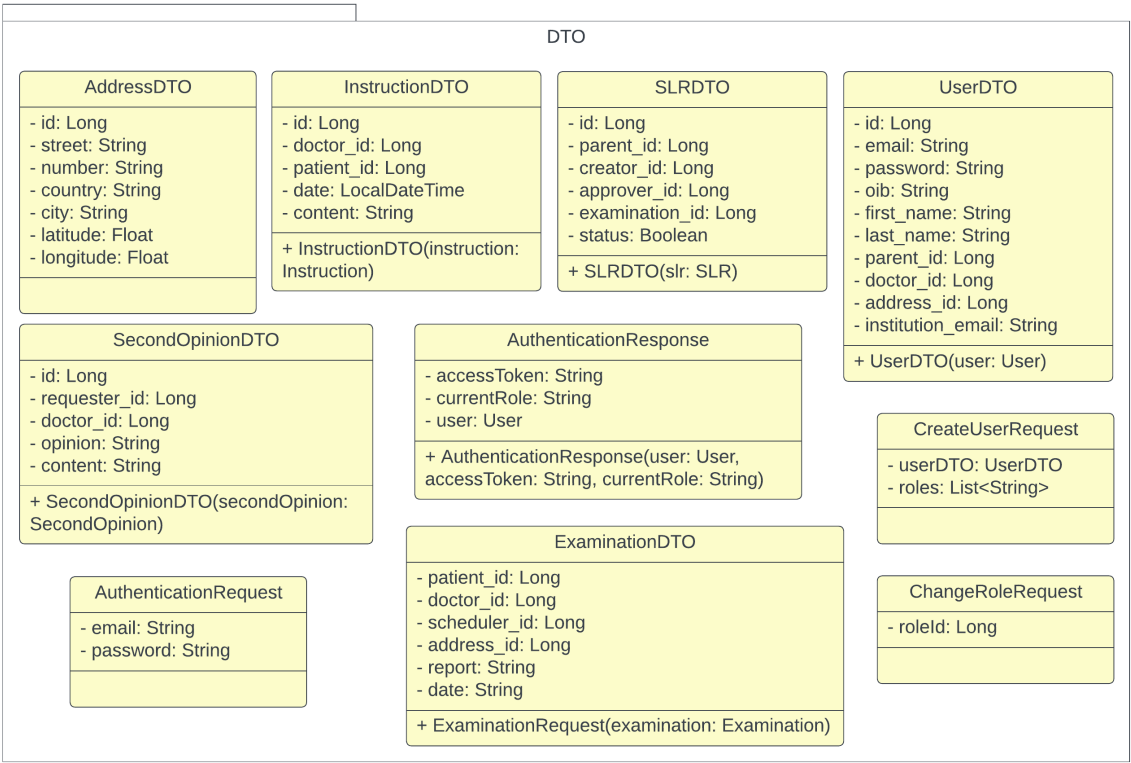 DTO
AddressDTO
- id: Long
- street: String
- number: String
- country: String
- city: String
- latitude: Float
- longitude: Float
InstructionDTO
- id: Long
- doctor_id: Long
- patient_id: Long
- date: LocalDateTime
- content: String
+ InstructionDTO(instruction:
Instruction)
SLRDTO
- id: Long
- parent_id: Long
- creator_id: Long
- approver_id: Long
- examination_id: Long
- status: Boolean
+ SLRDTO(slr: SLR)
UserDTO
- id: Long
- email: String
- password: String
- oib: String
- first_name: String
- last_name: String
- parent_id: Long
- doctor_id: Long
- address_id: Long
- institution_email: String
+ UserDTO(user: User)
SecondOpinionDTO
- id: Long
- requester_id: Long
- doctor_id: Long
- opinion: String
- content: String
+ SecondOpinionDTO(secondOpinion:
SecondOpinion)
AuthenticationResponse
- accessToken: String
- currentRole: String
- user: User
+ AuthenticationResponse(user: User,
accessToken: String, currentRole: String)
CreateUserRequest
- userDTO: UserDTO
- roles: List<String>
AuthenticationRequest
- email: String
- password: String
ExaminationDTO
- patient_id: Long
- doctor_id: Long
- scheduler_id: Long
- address_id: Long
- report: String
- date: String
+ ExaminationRequest(examination: Examination)
ChangeRoleRequest
- roleId: Long